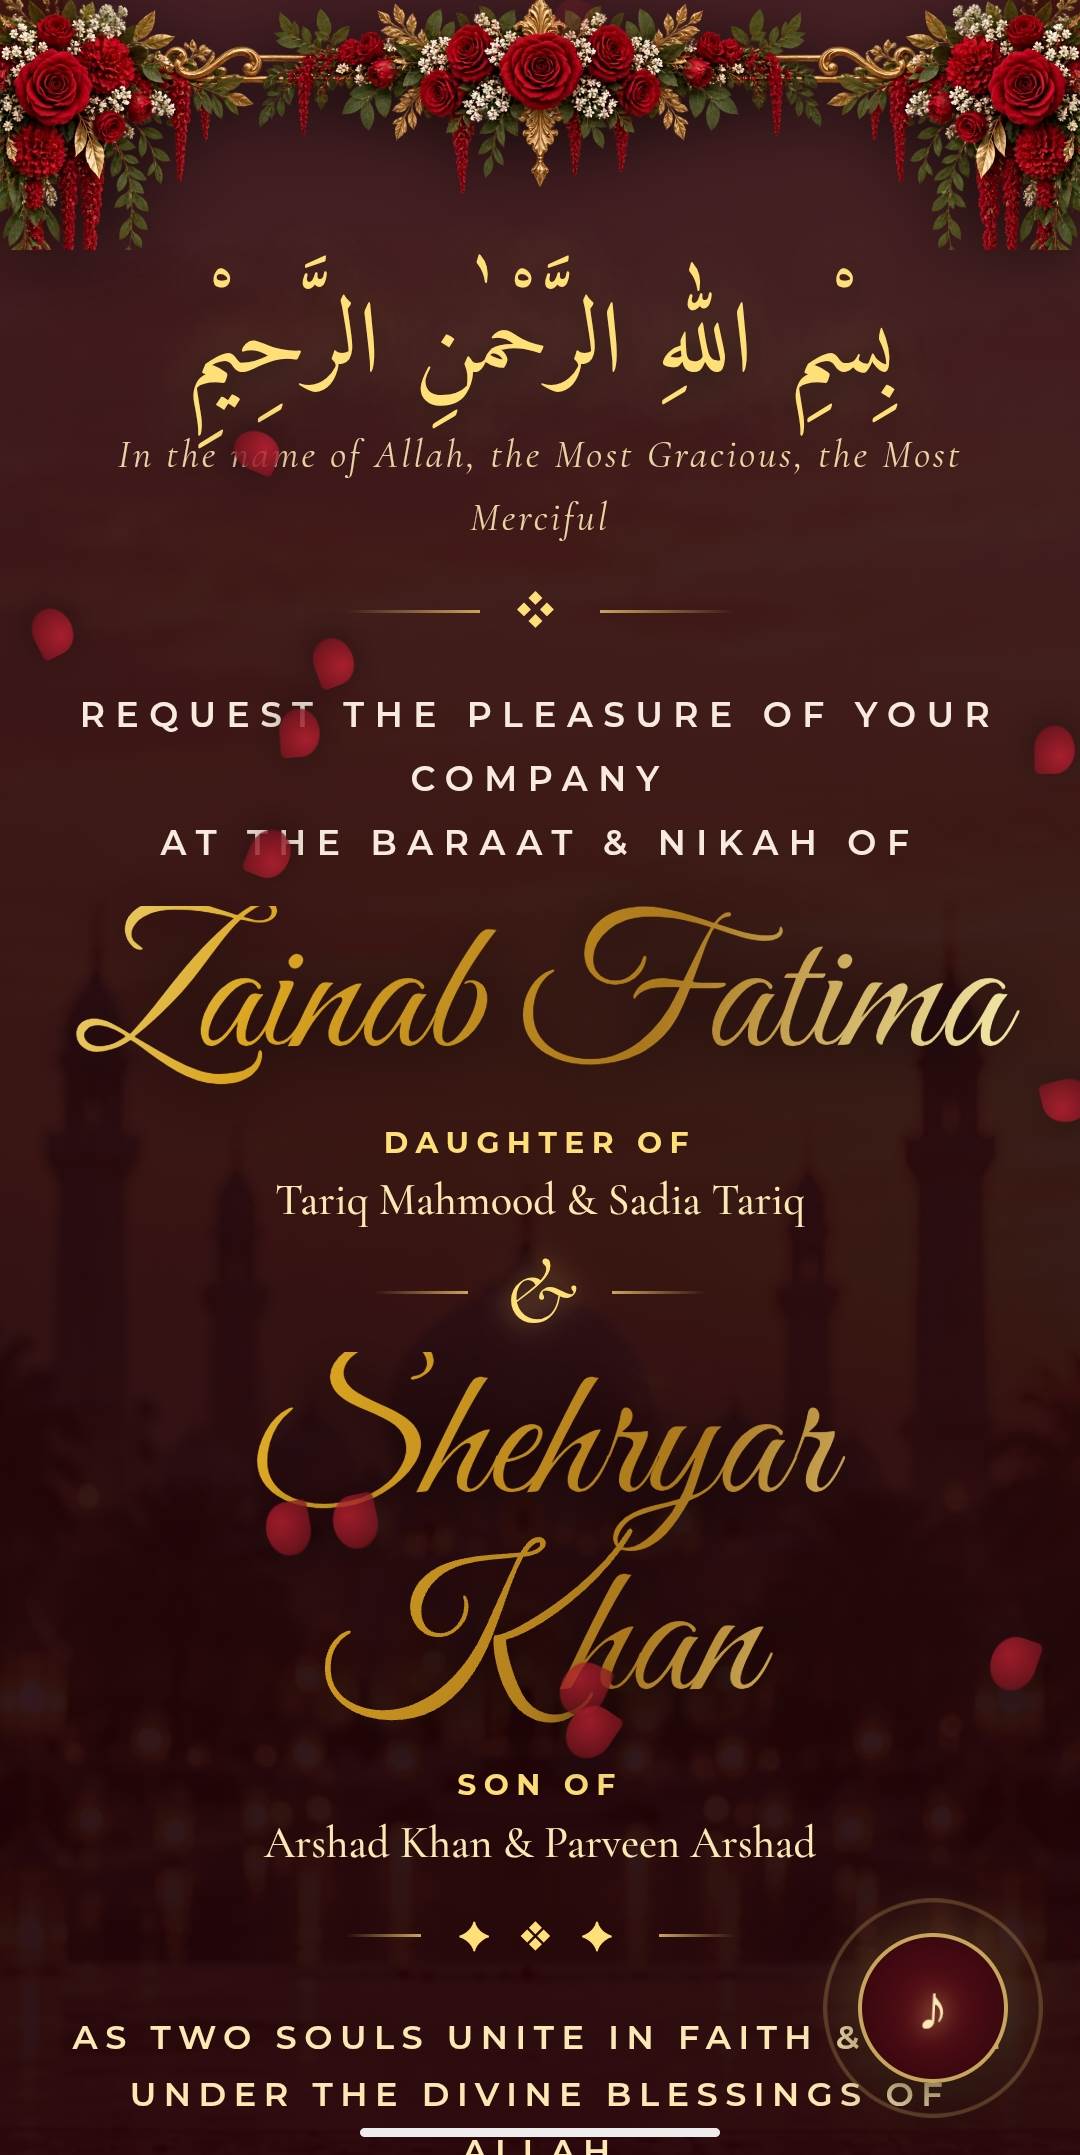 بِسْمِ اللّٰهِ الرَّحْمٰنِ الرَّحِيْمِ
In the name of Allah, the Most Gracious, the Most
Merciful
REQUEST THE PLEASURE OF YOUR
COMPANY
AT THE BARAAT & NIKAH OF
Zainab Fatima
DAUGHTER OF
Tariq Mahmood & Sadia Tariq
&
Shehryar
Khan
SON OF
Arshad Khan & Parveen Arshad
AS TWO SOULS UNITE IN FAITH &
UNDER THE DIVINE BLESSINGS OF
ALLAH